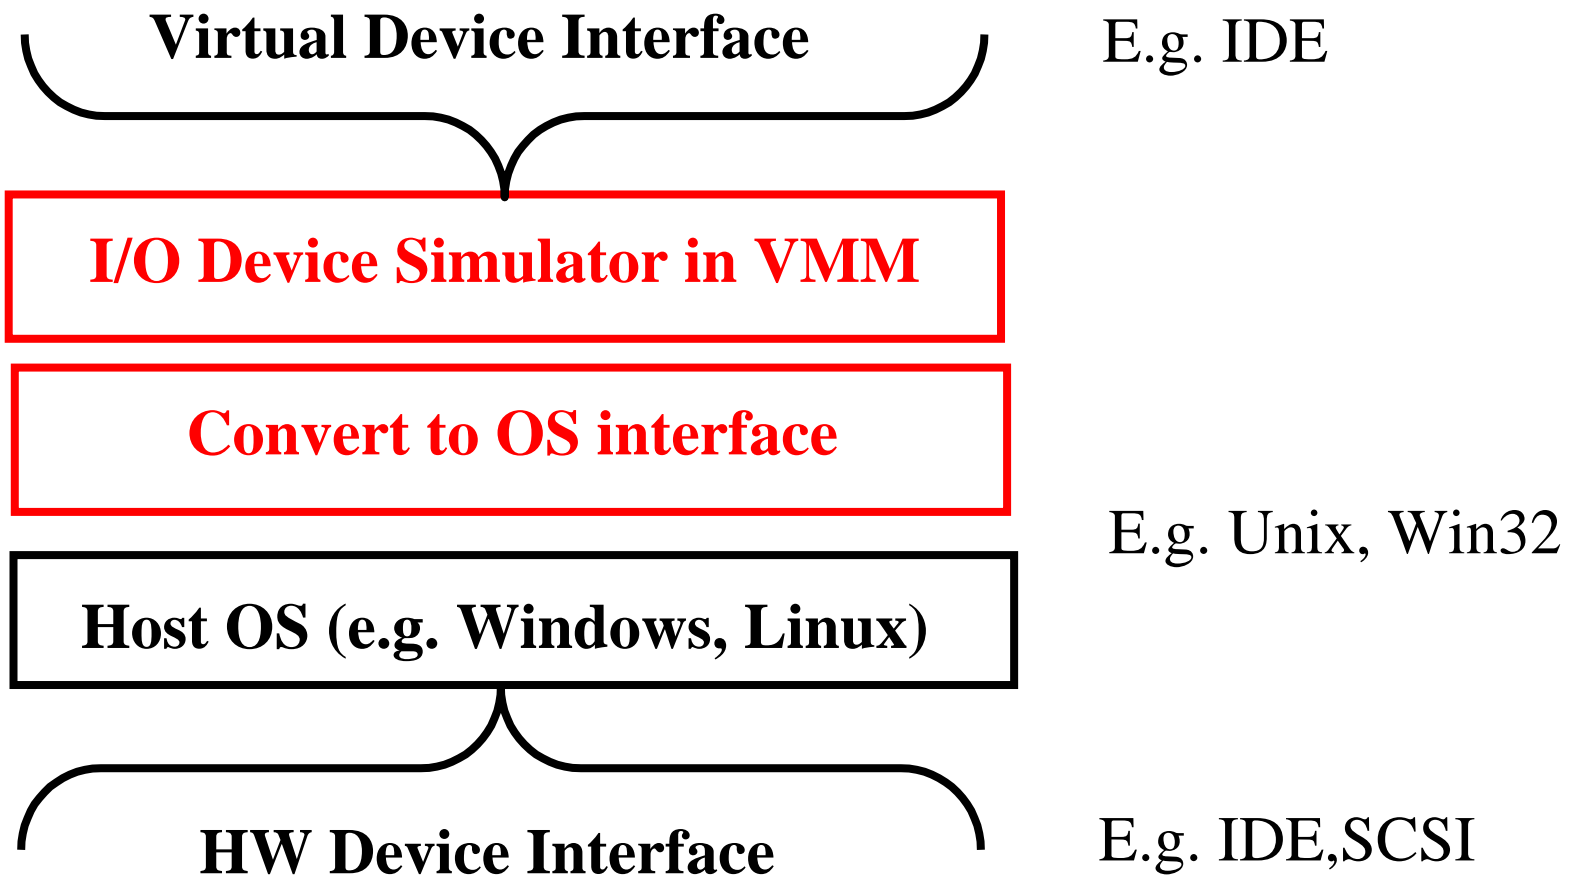 Virtual Device Interface E.g. IDE
I/O Device Simulator in VMM
Convert to OS interface
E.g. Unix, Win32
Host OS (e.g. Windows, Linux)
HW Device Interface E.g. IDE,SCSI